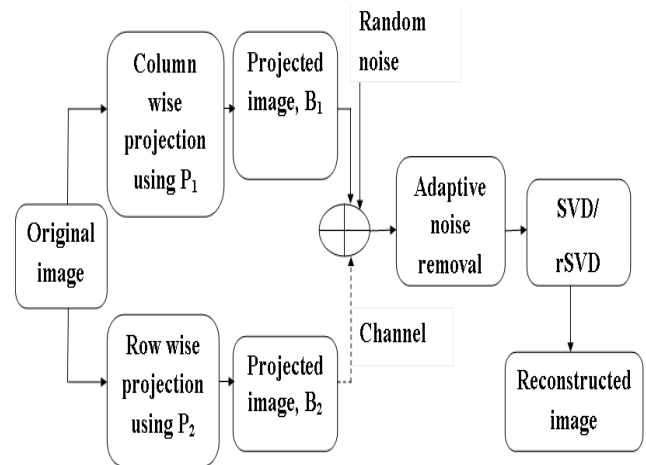 Random
noise
Column
wise
projection
using P₁
Projected
image, B₁
Original
image
Adaptive
noise
removal
SVD/
rSVD
Row wise
projection
using P₂
Projected
image, B₂
Channel
Reconstructed
image